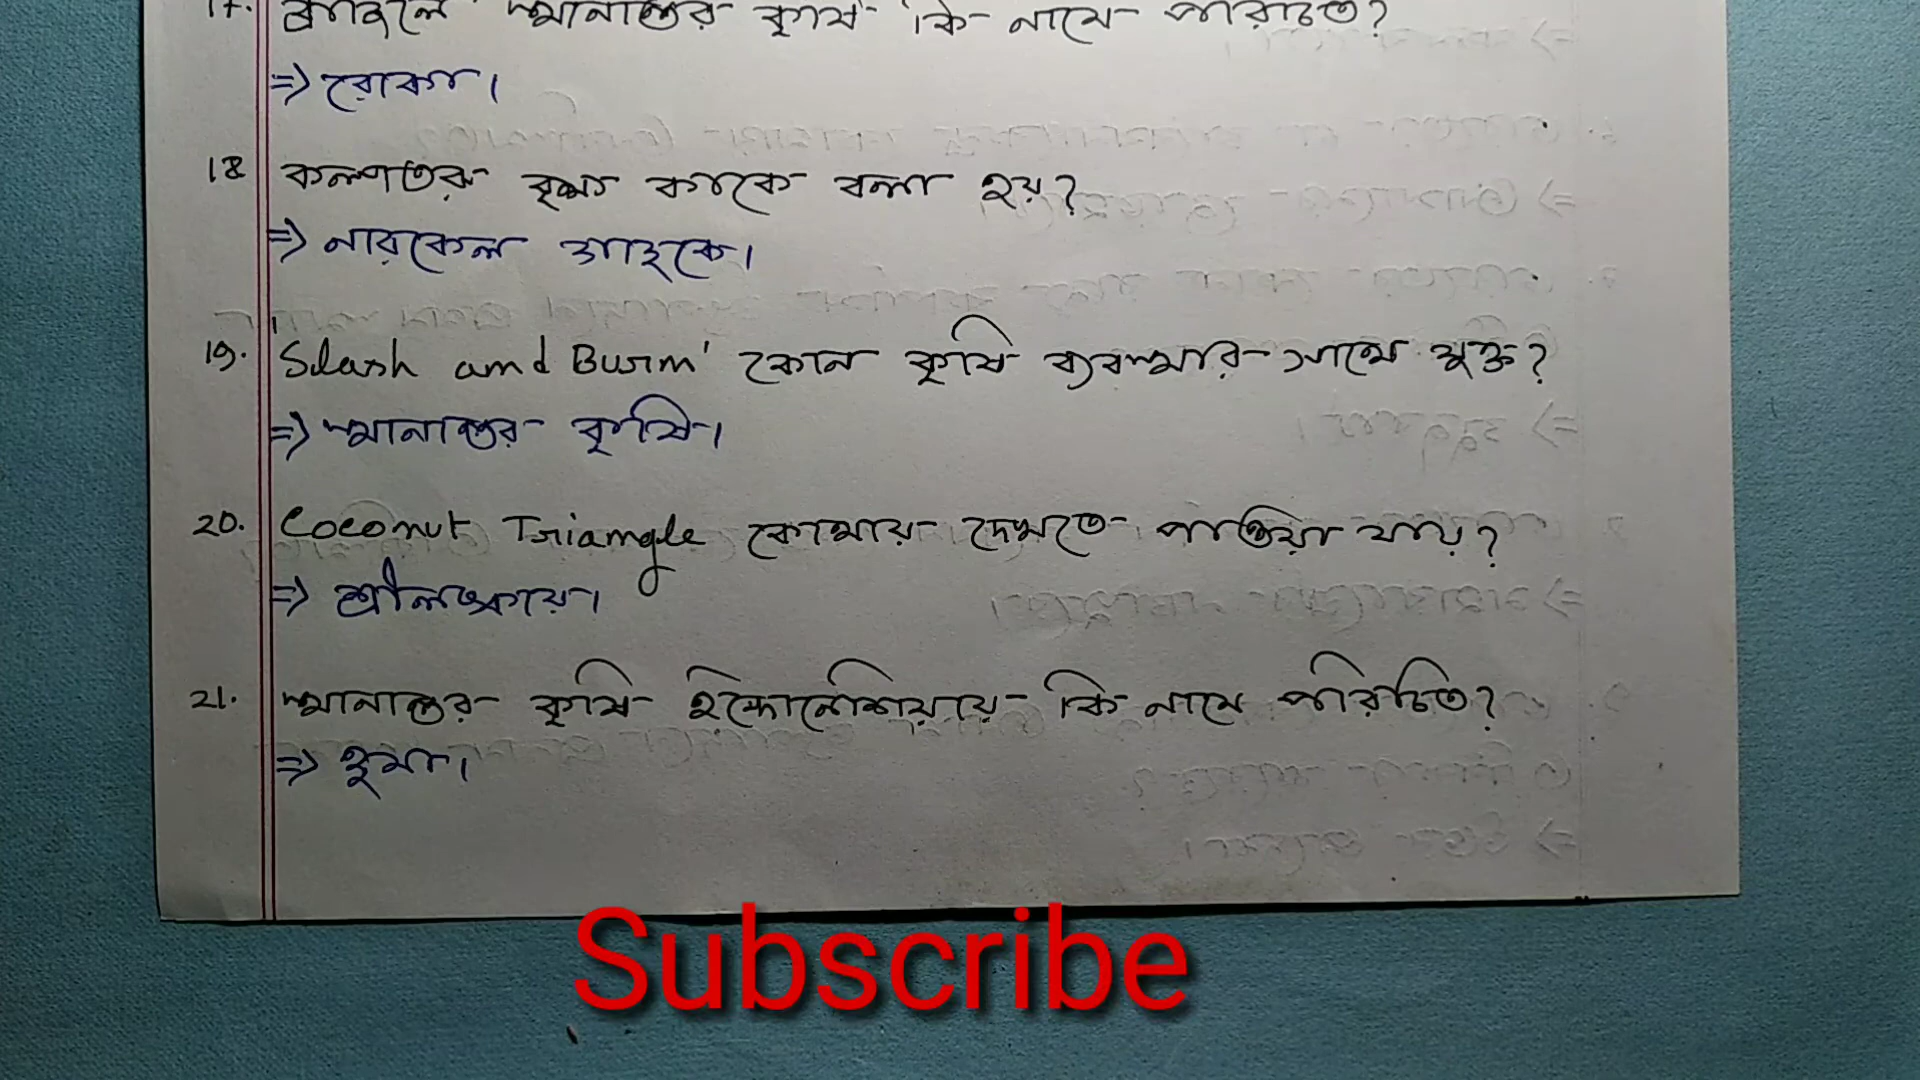 17. ব্রাজিলে স্থানান্তর কৃষি কি নামে পরিচিত?
=> রোকা।
18 কল্পতরু বৃক্ষ কাকে বলা হয়?
=> নারকেল গাছকে।
19. 'Slash and Burn' কোন কৃষি ব্যবস্থার সাথে যুক্ত?
=> স্থানান্তর কৃষি।
20. Coconut Triangle কোথায় দেখতে পাওয়া যায়?
=> শ্রীলঙ্কায়।
21. স্থানান্তর কৃষি ইন্দোনেশিয়ায় কি নামে পরিচিত?
=> হুমা।
Subscribe